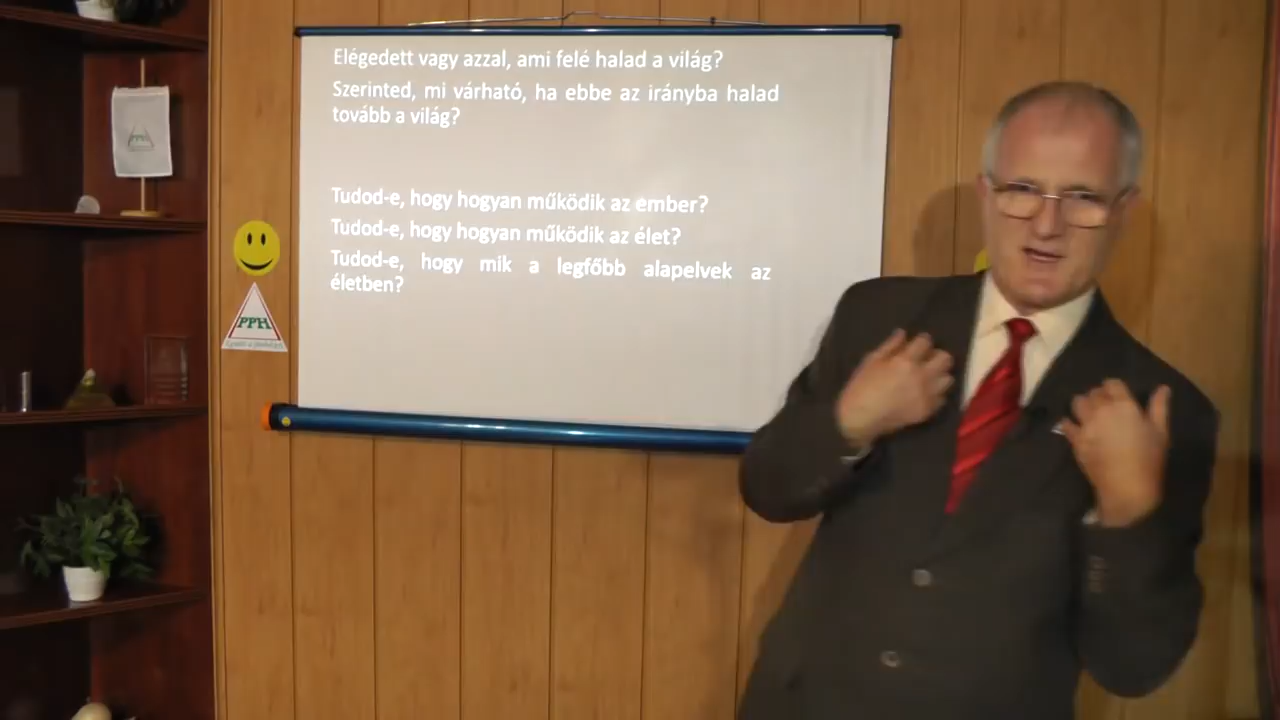 Elégedett vagy azzal, ami felé halad a világ?
Szerinted, mi várható, ha ebbe az irányba halad
tovább a világ?
Tudod-e, hogy hogyan működik az ember?
Tudod-e, hogy hogyan működik az élet?
Tudod-e, hogy mik a legfőbb alapelvek az
életben?
PPH
PPH